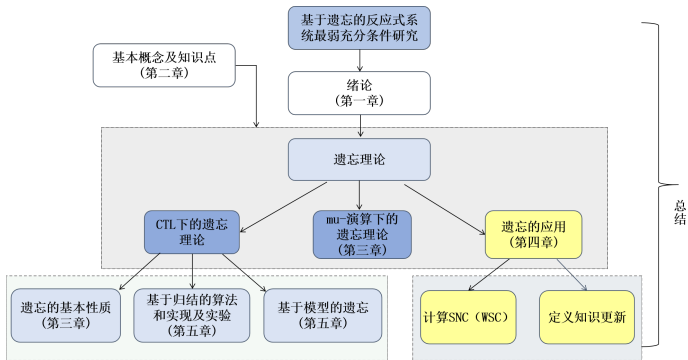 基于遗忘的反应式系
统最弱充分条件研究
基本概念及知识点
(第二章)
绪论
(第一章)
遗忘理论
CTL下的遗忘
理论
mu-演算下的
遗忘理论
(第三章)
遗忘的应用
(第四章)
总结
遗忘的基本性质
(第三章)
基于归结的算法
和实现及实验
(第五章)
基于模型的遗忘
(第五章)
计算SNC（WSC）
定义知识更新